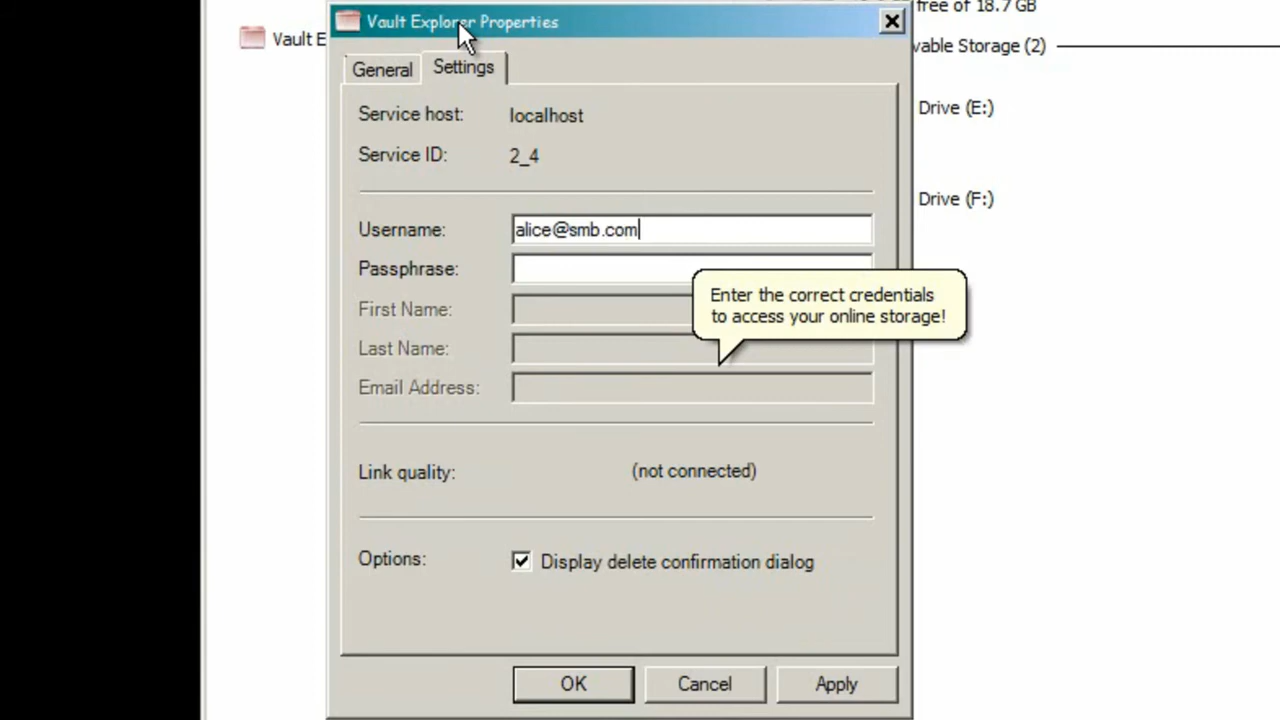 free of 18.7 GB
Vault Explorer Properties
Vault E
vable Storage (2)
General
Settings
Service host: localhost
Drive (E:)
Service ID: 2_4
Drive (F:)
Username: alice@smb.com
Passphrase:
Enter the correct credentials
to access your online storage!
First Name:
Last Name:
Email Address:
Link quality: (not connected)
Options: Display delete confirmation dialog
OK
Cancel
Apply